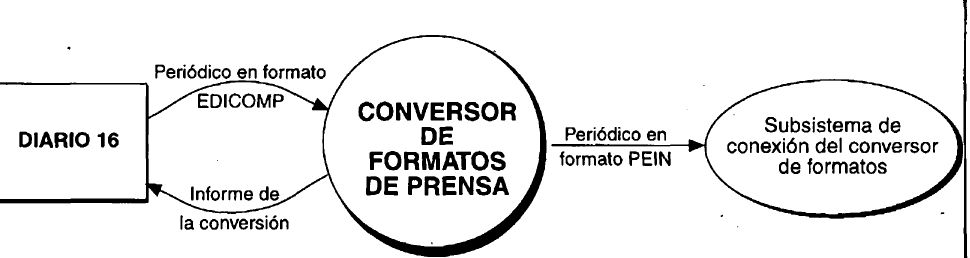 Periódico en formato
EDICOMP
DIARIO 16
Informe de
la conversión
CONVERSOR
DE
FORMATOS
DE PRENSA
Periódico en
formato PEIN
Subsistema de
conexión del conversor
de formatos